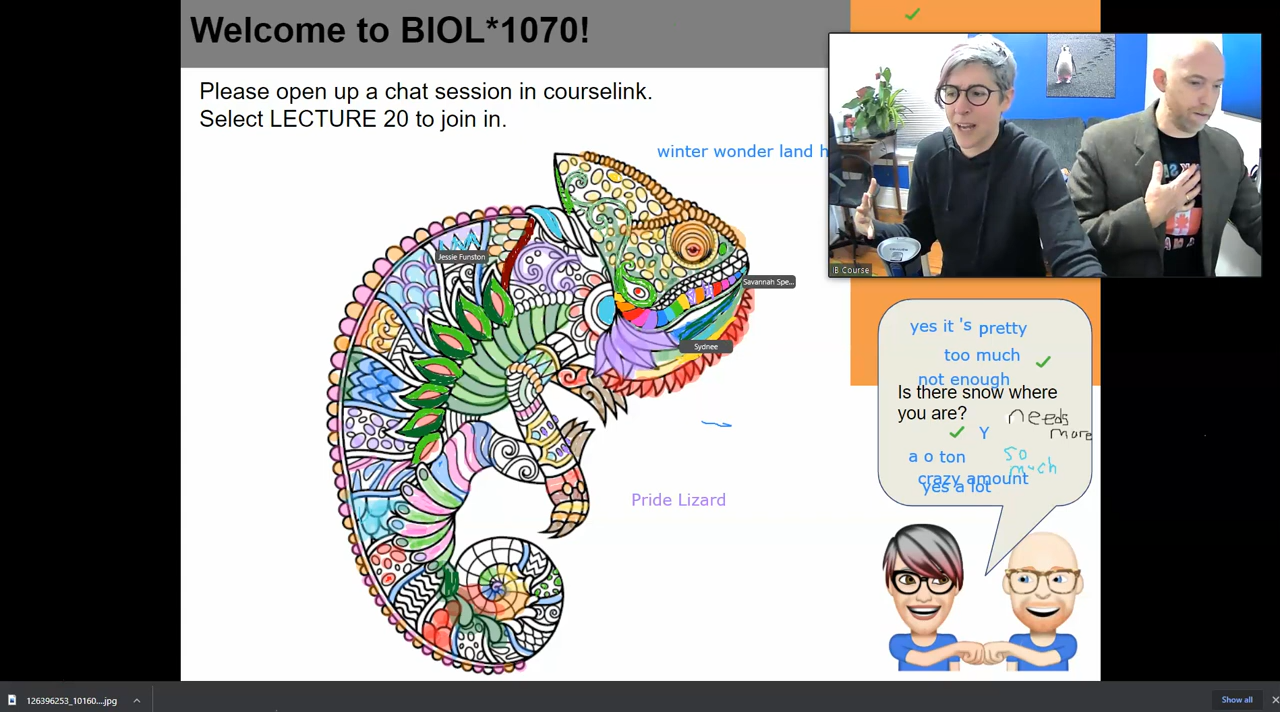 Welcome to BIOL*1070!
Please open up a chat session in courselink.
Select LECTURE 20 to join in.
winter wonder land h
IB Course
Jessie Funston
Savannah Spe...
Sydnee
yes it 's pretty
too much
not enough
Is there snow where
you are?
needs
more
Y
a o ton
so
much
crazy amount
yes a lot
Pride Lizard
126396253_10160....jpg
Show all